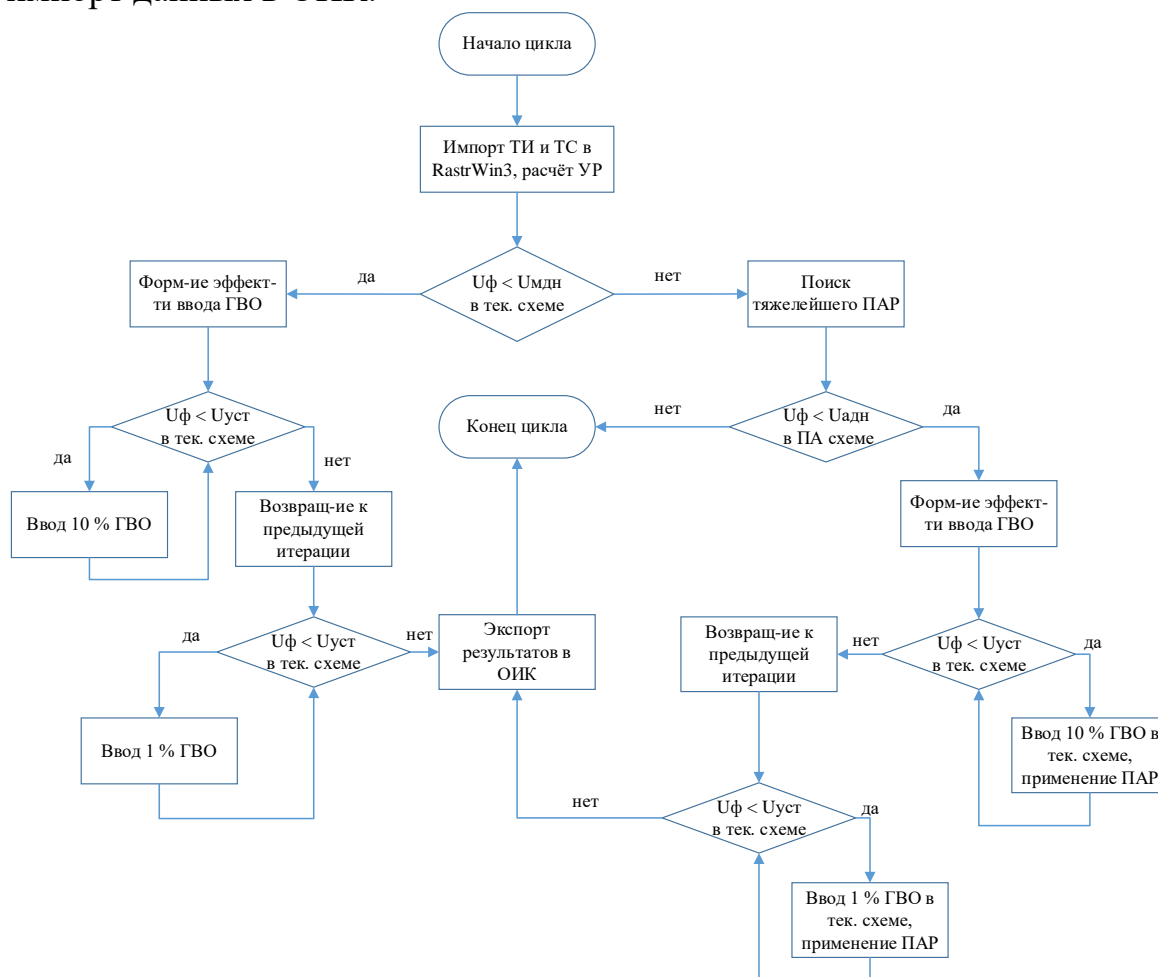 импорт данных в ОИК.
Начало цикла
Импорт ТИ и ТС в
RastrWin3, расчёт УР
Uф < Uмдн
в тек. схеме
да
нет
Форм-ие эффект-
ти ввода ГВО
Поиск
тяжелейшего ПАР
Uф < Uуст
в тек. схеме
да
нет
Конец цикла
Uф < Uадн
в ПА схеме
нет
да
Ввод 10 % ГВО
Возвращ-ие к
предыдущей
итерации
Форм-ие эффект-
ти ввода ГВО
Uф < Uуст
в тек. схеме
да
нет
Экспорт
результатов в
ОИК
Возвращ-ие к
предыдущей
итерации
нет
Uф < Uуст
в тек. схеме
да
Ввод 1 % ГВО
Ввод 10 % ГВО в
тек. схеме,
применение ПАР
нет
Uф < Uуст
в тек. схеме
да
Ввод 1 % ГВО в
тек. схеме,
применение ПАР